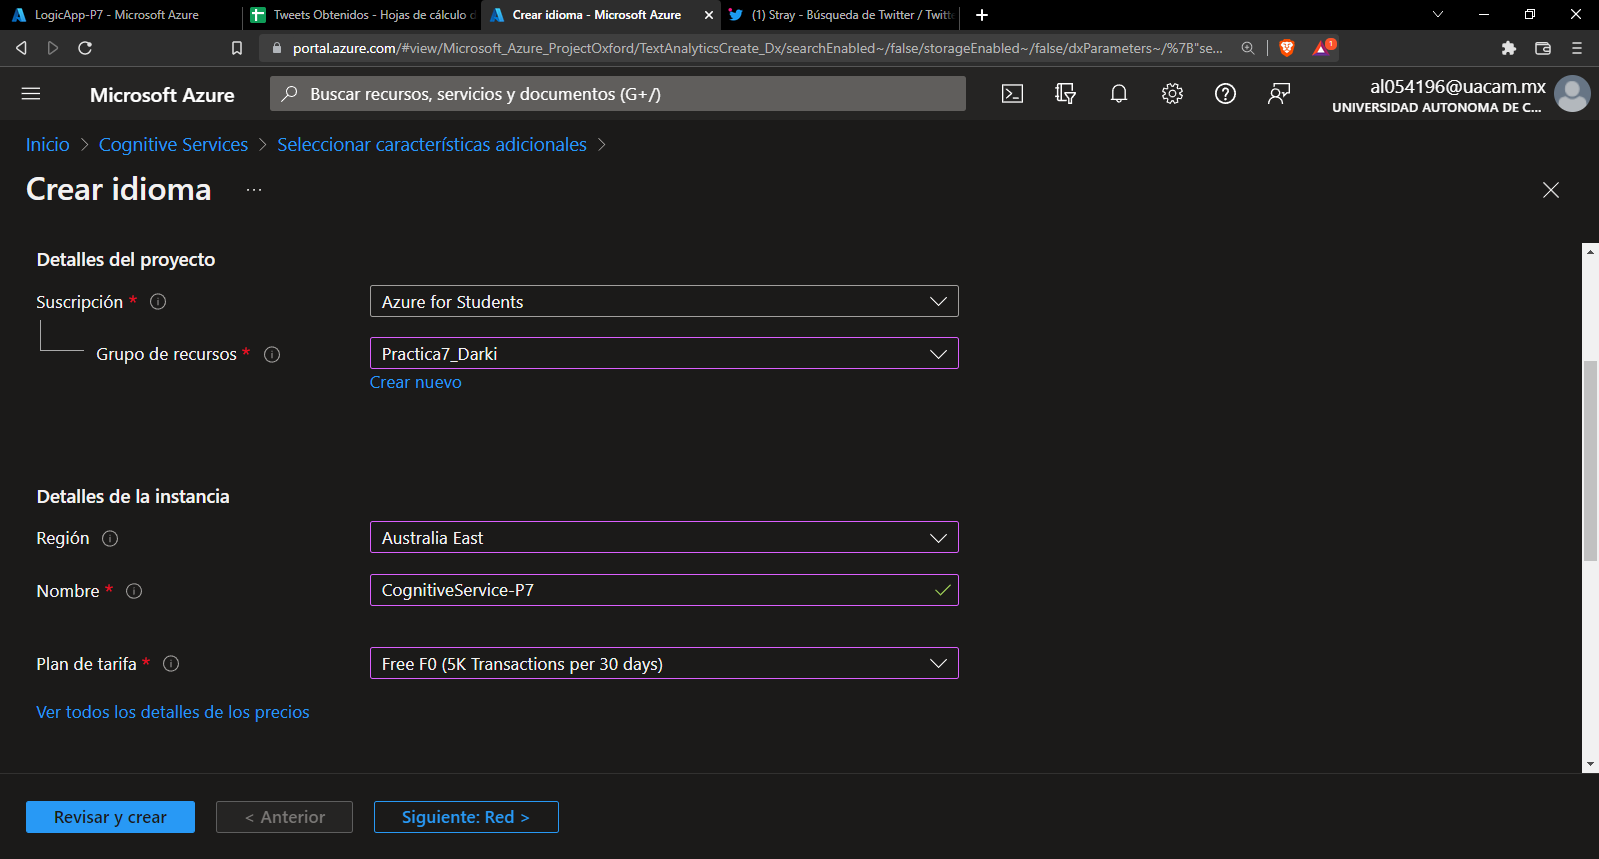 LogicApp-P7 - Microsoft Azure
Tweets Obtenidos - Hojas de cálculo d
Crear idioma - Microsoft Azure
(1) Stray - Búsqueda de Twitter / Twitte
portal.azure.com/#view/Microsoft_Azure_ProjectOxford/TextAnalyticsCreate_Dx/searchEnabled~/false/storageEnabled~/false/dxParameters~/%7B"se...
1
Microsoft Azure
Buscar recursos, servicios y documentos (G+/)
al054196@uacam.mx
UNIVERSIDAD AUTONOMA DE C...
Inicio > Cognitive Services > Seleccionar características adicionales >
Crear idioma ...
Detalles del proyecto
Suscripción *
Azure for Students
Grupo de recursos *
Practica7_Darki
Crear nuevo
Detalles de la instancia
Región
Australia East
Nombre *
CognitiveService-P7
Plan de tarifa *
Free F0 (5K Transactions per 30 days)
Ver todos los detalles de los precios
Revisar y crear
< Anterior
Siguiente: Red >